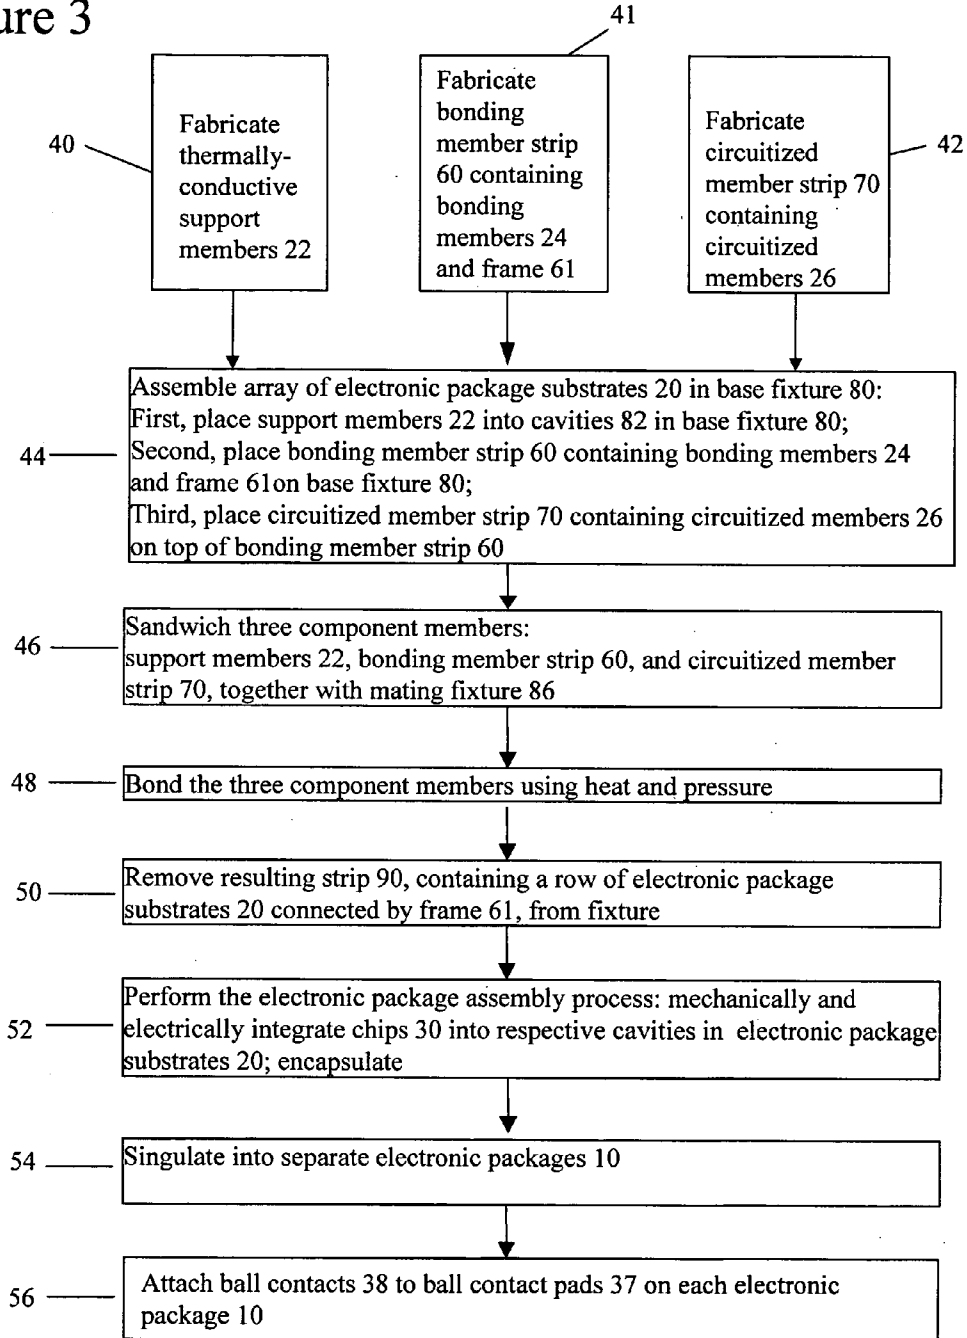 ure 3
41
40
Fabricate
thermally-
conductive
support
members 22
Fabricate
bonding
member strip
60 containing
bonding
members 24
and frame 61
Fabricate
circuitized
member strip 70
containing
circuitized
members 26
42
44
Assemble array of electronic package substrates 20 in base fixture 80:
First, place support members 22 into cavities 82 in base fixture 80;
Second, place bonding member strip 60 containing bonding members 24
and frame 61on base fixture 80;
Third, place circuitized member strip 70 containing circuitized members 26
on top of bonding member strip 60
46
Sandwich three component members:
support members 22, bonding member strip 60, and circuitized member
strip 70, together with mating fixture 86
48
Bond the three component members using heat and pressure
50
Remove resulting strip 90, containing a row of electronic package
substrates 20 connected by frame 61, from fixture
52
Perform the electronic package assembly process: mechanically and
electrically integrate chips 30 into respective cavities in electronic package
substrates 20; encapsulate
54
Singulate into separate electronic packages 10
56
Attach ball contacts 38 to ball contact pads 37 on each electronic
package 10